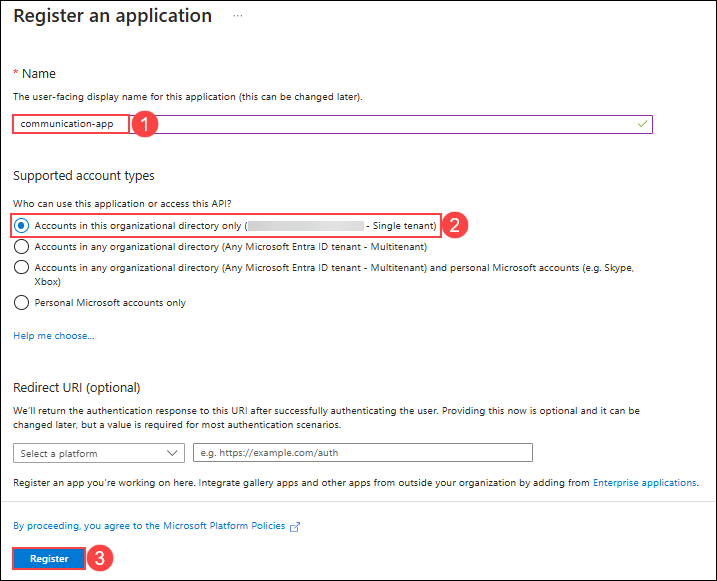 Register an application ...
* Name
The user-facing display name for this application (this can be changed later).
communication-app 1
Supported account types
Who can use this application or access this API?
Accounts in this organizational directory only ( - Single tenant) 2
Accounts in any organizational directory (Any Microsoft Entra ID tenant - Multitenant)
Accounts in any organizational directory (Any Microsoft Entra ID tenant - Multitenant) and personal Microsoft accounts (e.g. Skype,
Xbox)
Personal Microsoft accounts only
Help me choose...
Redirect URI (optional)
We'll return the authentication response to this URI after successfully authenticating the user. Providing this now is optional and it can be
changed later, but a value is required for most authentication scenarios.
Select a platform e.g. https://example.com/auth
Register an app you're working on here. Integrate gallery apps and other apps from outside your organization by adding from Enterprise applications.
By proceeding, you agree to the Microsoft Platform Policies
Register 3